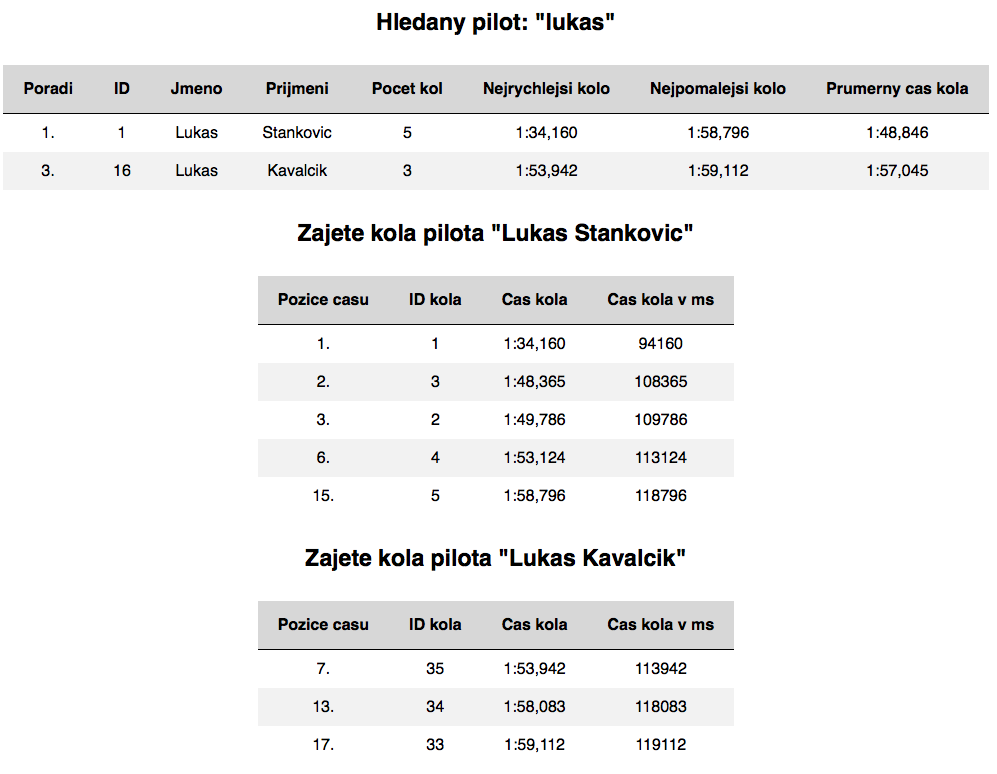 Hledany pilot: "lukas"
Poradi ID Jmeno Prijmeni Pocet kol Nejrychlejsi kolo Nejpomalejsi kolo Prumerny cas kola
1. 1 Lukas Stankovic 5 1:34,160 1:58,796 1:48,846
3. 16 Lukas Kavalcik 3 1:53,942 1:59,112 1:57,045
Zajete kola pilota "Lukas Stankovic"
Pozice casu ID kola Cas kola Cas kola v ms
1. 1 1:34,160 94160
2. 3 1:48,365 108365
3. 2 1:49,786 109786
6. 4 1:53,124 113124
15. 5 1:58,796 118796
Zajete kola pilota "Lukas Kavalcik"
Pozice casu ID kola Cas kola Cas kola v ms
7. 35 1:53,942 113942
13. 34 1:58,083 118083
17. 33 1:59,112 119112